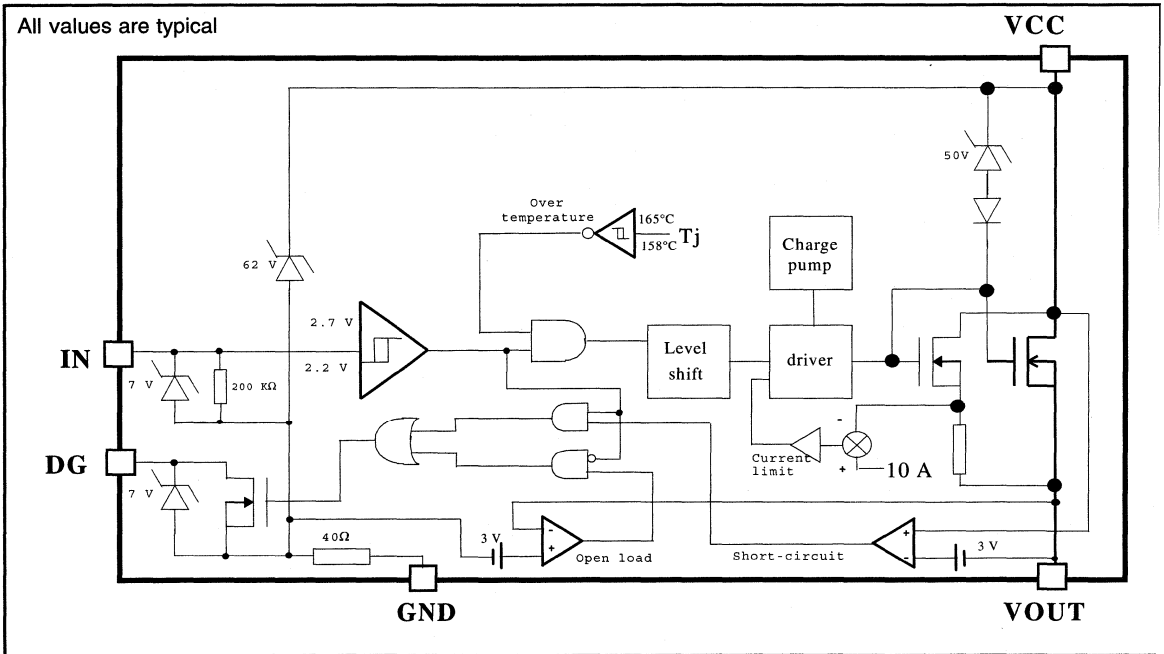 All values are typical
VCC
50V
Over
temperature
165°C
158°C
Tj
Charge
pump
62 V
2.7 V
IN
2.2 V
7 V
200 KΩ
Level
shift
driver
-
Current
limit
+
10 A
DG
7 V
40Ω
3 V
-
+
Open load
Short-circuit
+
-
3 V
GND
VOUT